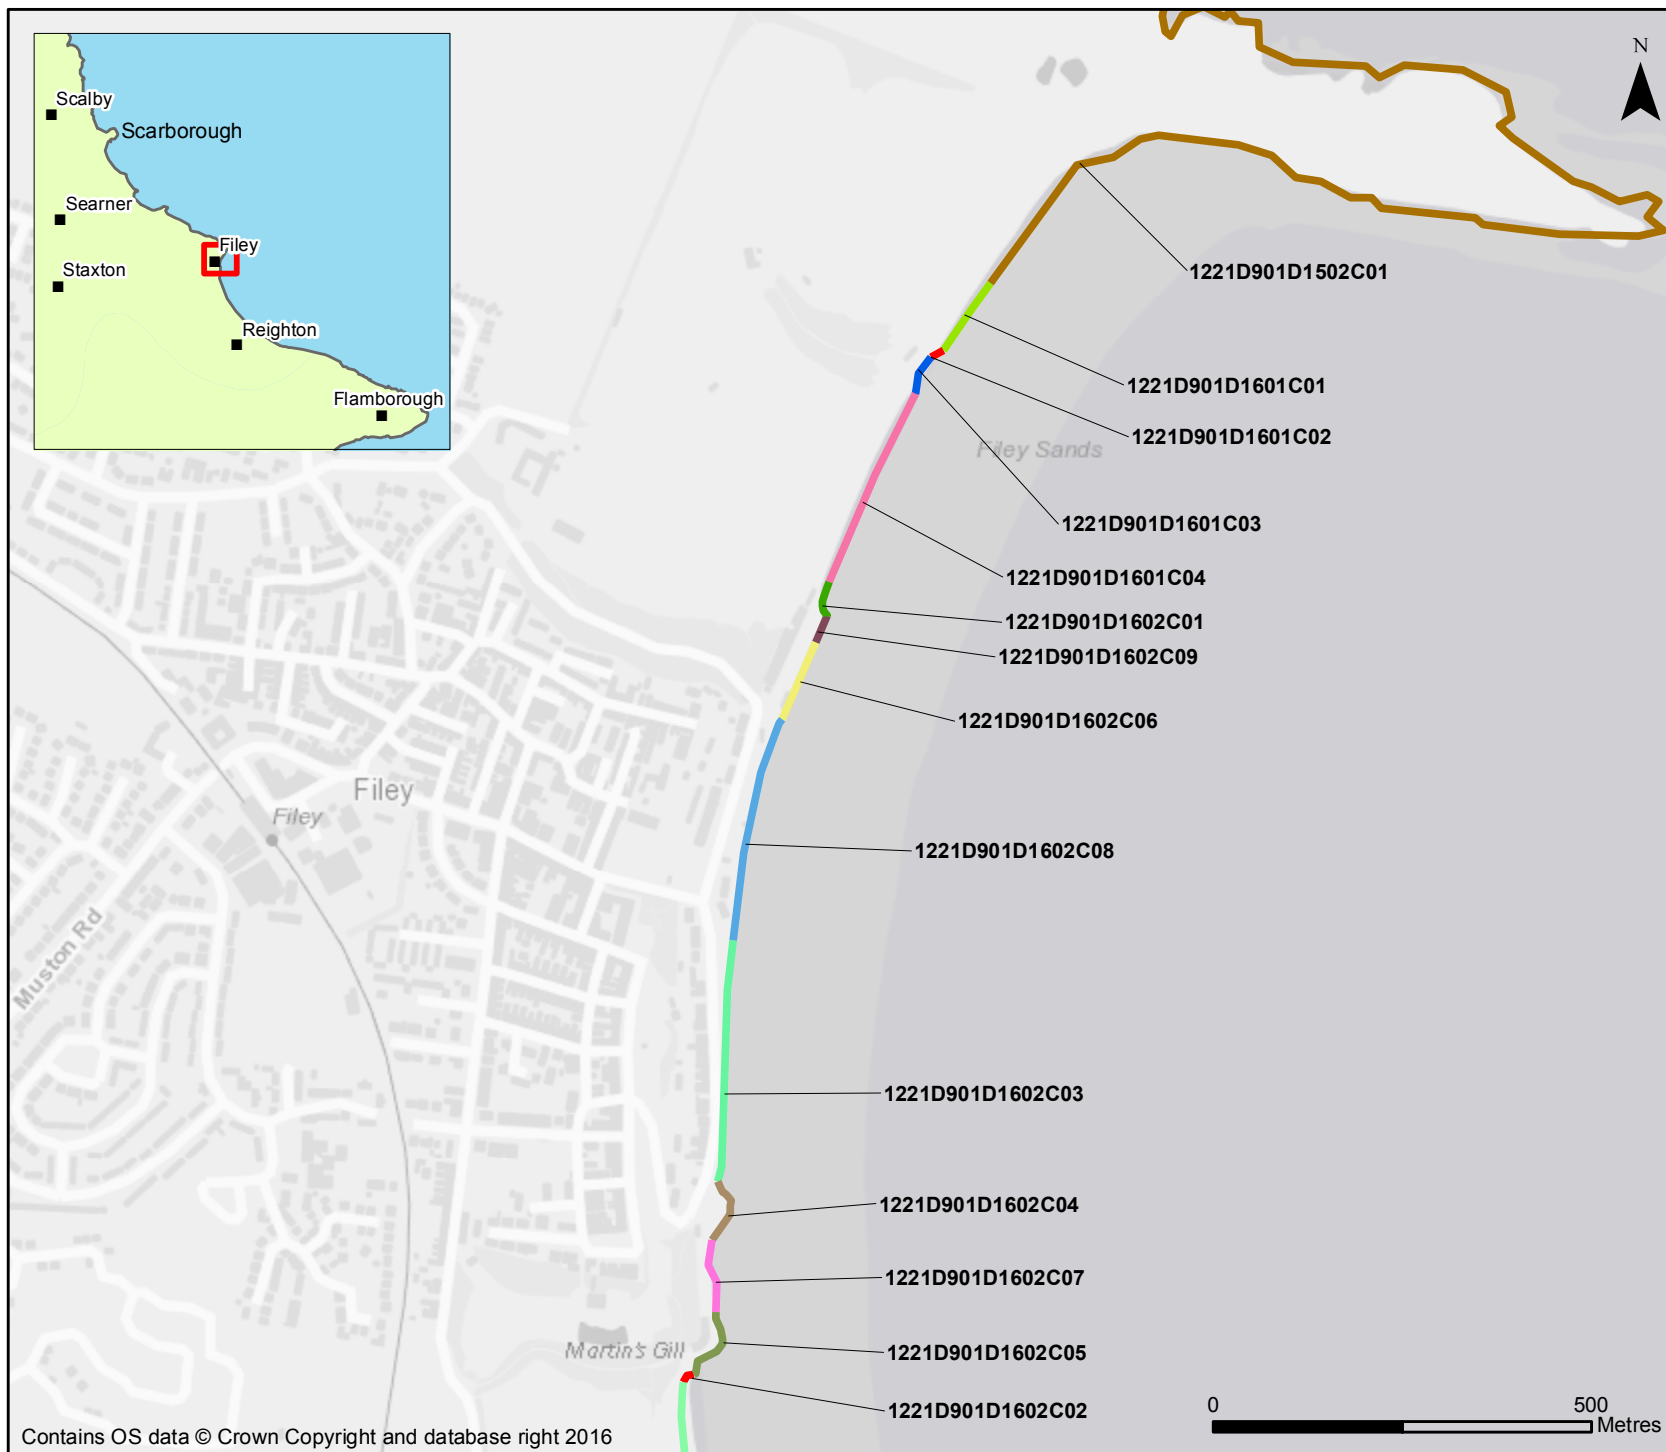 N
Scalby
Scarborough
Searner
Filey
Staxton
Reighton
Flamborough
1221D901D1502C01
1221D901D1601C01
1221D901D1601C02
Filey Sands
1221D901D1601C03
1221D901D1601C04
1221D901D1602C01
1221D901D1602C09
1221D901D1602C06
Filey
Filey
1221D901D1602C08
Muston Rd
1221D901D1602C03
1221D901D1602C04
1221D901D1602C07
Martin's Gill
1221D901D1602C05
1221D901D1602C02
0 500
Metres
Contains OS data © Crown Copyright and database right 2016